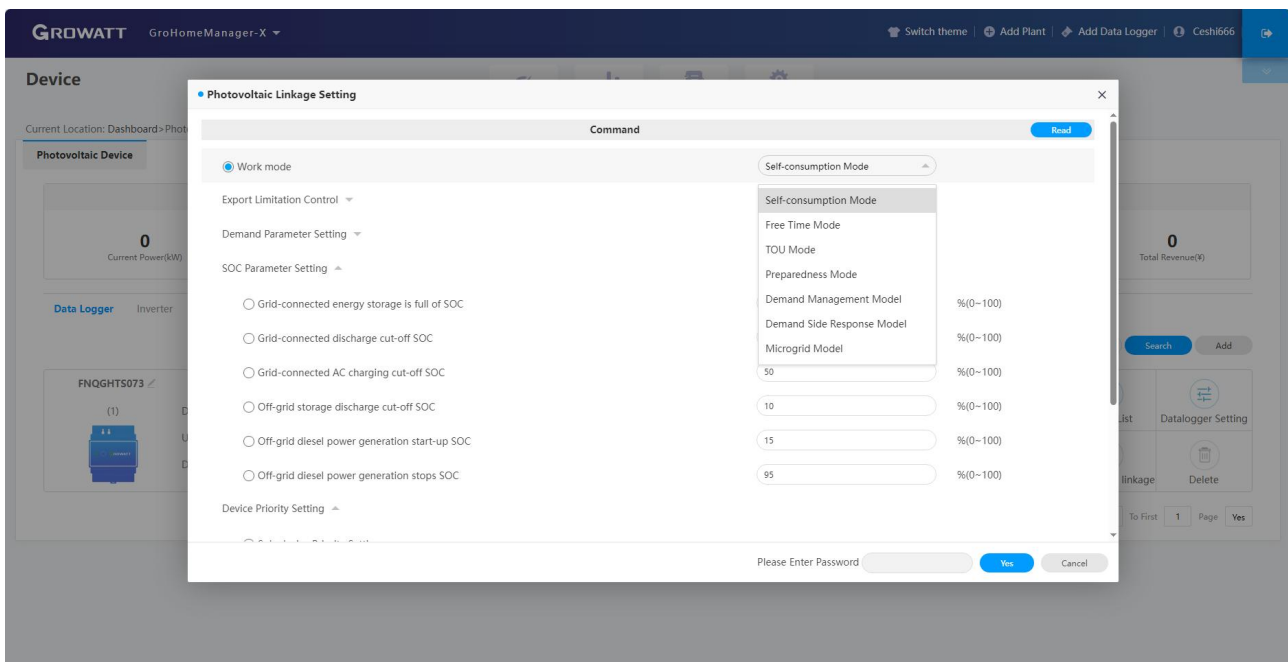 GROWATT GroHomeManager-X Switch theme Add Plant Add Data Logger Ceshi666
Device
Photovoltaic Linkage Setting
Current Location: Dashboard>Phot
Command Read
Photovoltaic Device
Work mode Self-consumption Mode
Export Limitation Control
Self-consumption Mode
Free Time Mode
Demand Parameter Setting
TOU Mode
0
Current Power(kW)
0
Total Revenue(¥)
SOC Parameter Setting
Preparedness Mode
Data Logger Inverter
Grid-connected energy storage is full of SOC %(0~100)
Demand Management Model
Demand Side Response Model
Grid-connected discharge cut-off SOC %(0~100)
Microgrid Model
Search Add
Grid-connected AC charging cut-off SOC 50 %(0~100)
FNQGHTS073
(1) D
U
D
Off-grid storage discharge cut-off SOC 10 %(0~100)
List Datalogger Setting
Off-grid diesel power generation start-up SOC 15 %(0~100)
Off-grid diesel power generation stops SOC 95 %(0~100)
linkage Delete
Device Priority Setting
To First 1 Page Yes
Please Enter Password Yes Cancel